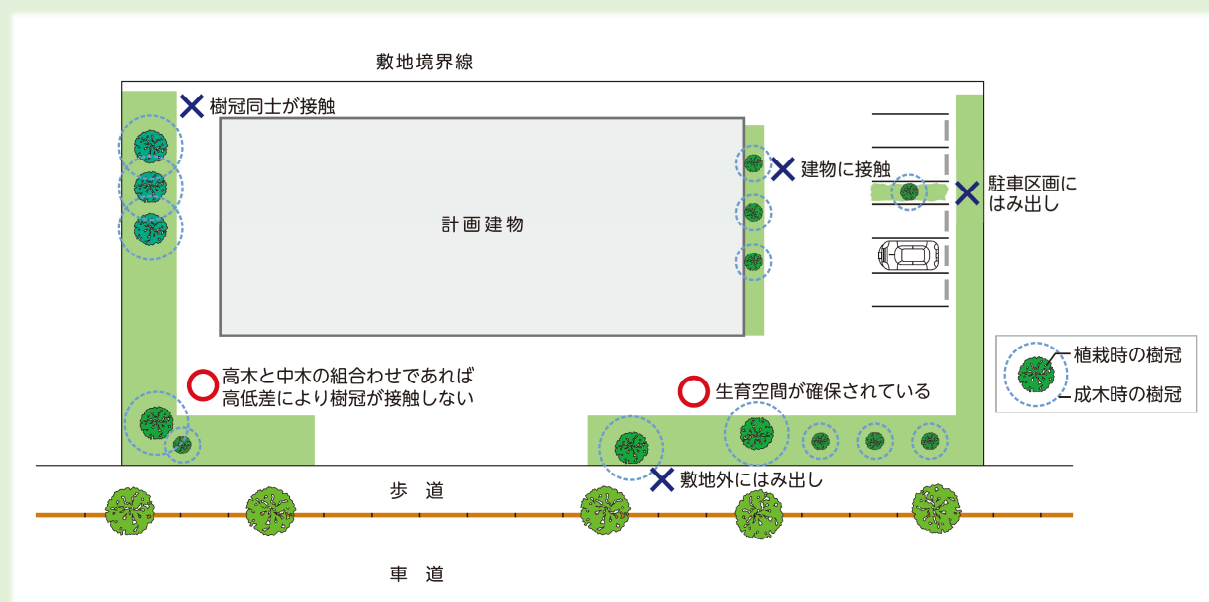 敷地境界線
樹冠同士が接触
建物に接触
駐車区画に
はみ出し
計画建物
植栽時の樹冠
成木時の樹冠
高木と中木の組合わせであれば
高低差により樹冠が接触しない
生育空間が確保されている
敷地外にはみ出し
歩道
車道